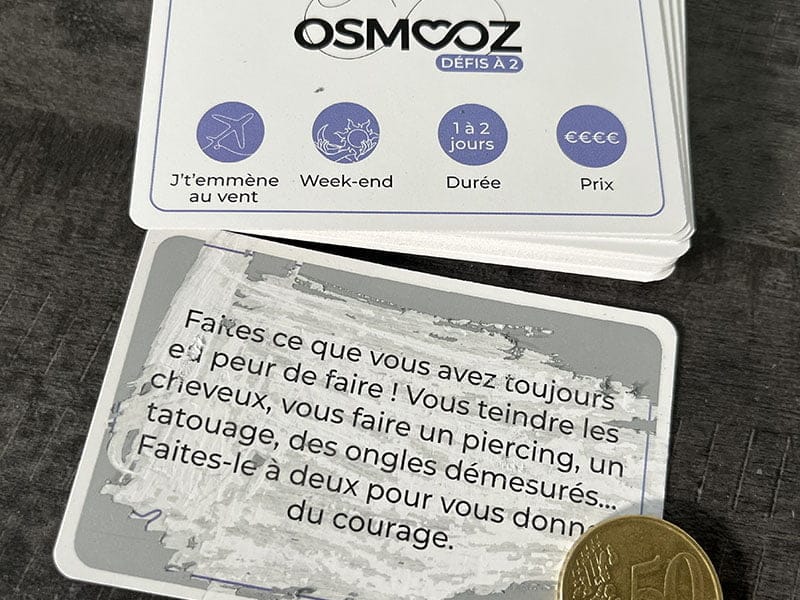 OSMOOZ
DÉFIS À 2
1 à 2
jours
€€€€
J't'emmène
au vent
Week-end
Durée
Prix
Faites ce que vous avez toujours
eu peur de faire ! Vous teindre les
cheveux, vous faire un piercing, un
tatouage, des ongles démesurés...
Faites-le à deux pour vous
du courage.
50